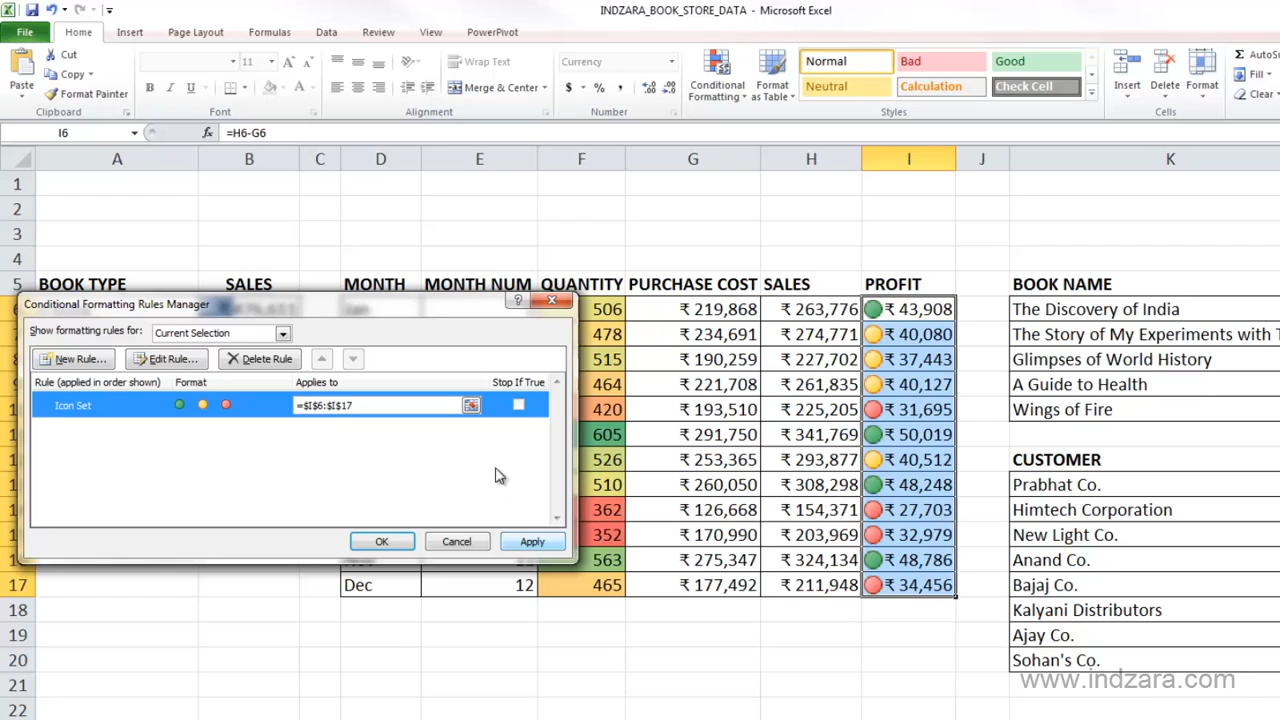 INDZARA_BOOK_STORE_DATA - Microsoft Excel
File Home Insert Page Layout Formulas Data Review View PowerPivot
Paste
Cut
Copy
Format Painter
Clipboard
11
B I U A
Font
Wrap Text
Merge & Center
Alignment
Currency
$ % ,
Number
Conditional Formatting
Format as Table
Normal Bad Good
Neutral Calculation Check Cell
Styles
Insert Delete Format
Cells
AutoSu
Fill
Clear
I6 fx =H6-G6
A B C D E F G H I J K
1
2
3
4
5 BOOK TYPE SALES MONTH MONTH NUM QUANTITY PURCHASE COST SALES PROFIT BOOK NAME
Jan 506 ₹ 219,868 ₹ 263,776 ₹ 43,908 The Discovery of India
478 ₹ 234,691 ₹ 274,771 ₹ 40,080 The Story of My Experiments with T
515 ₹ 190,259 ₹ 227,702 ₹ 37,443 Glimpses of World History
464 ₹ 221,708 ₹ 261,835 ₹ 40,127 A Guide to Health
420 ₹ 193,510 ₹ 225,205 ₹ 31,695 Wings of Fire
605 ₹ 291,750 ₹ 341,769 ₹ 50,019
526 ₹ 253,365 ₹ 293,877 ₹ 40,512 CUSTOMER
510 ₹ 260,050 ₹ 308,298 ₹ 48,248 Prabhat Co.
362 ₹ 126,668 ₹ 154,371 ₹ 27,703 Himtech Corporation
352 ₹ 170,990 ₹ 203,969 ₹ 32,979 New Light Co.
563 ₹ 275,347 ₹ 324,134 ₹ 48,786 Anand Co.
17 Dec 12 465 ₹ 177,492 ₹ 211,948 ₹ 34,456 Bajaj Co.
18 Kalyani Distributors
19 Ajay Co.
20 Sohan's Co.
21
22
Conditional Formatting Rules Manager
Show formatting rules for: Current Selection
New Rule... Edit Rule... Delete Rule
Rule (applied in order shown) Format Applies to Stop If True
Icon Set =$I$6:$I$17
OK Cancel Apply
www.indzara.com